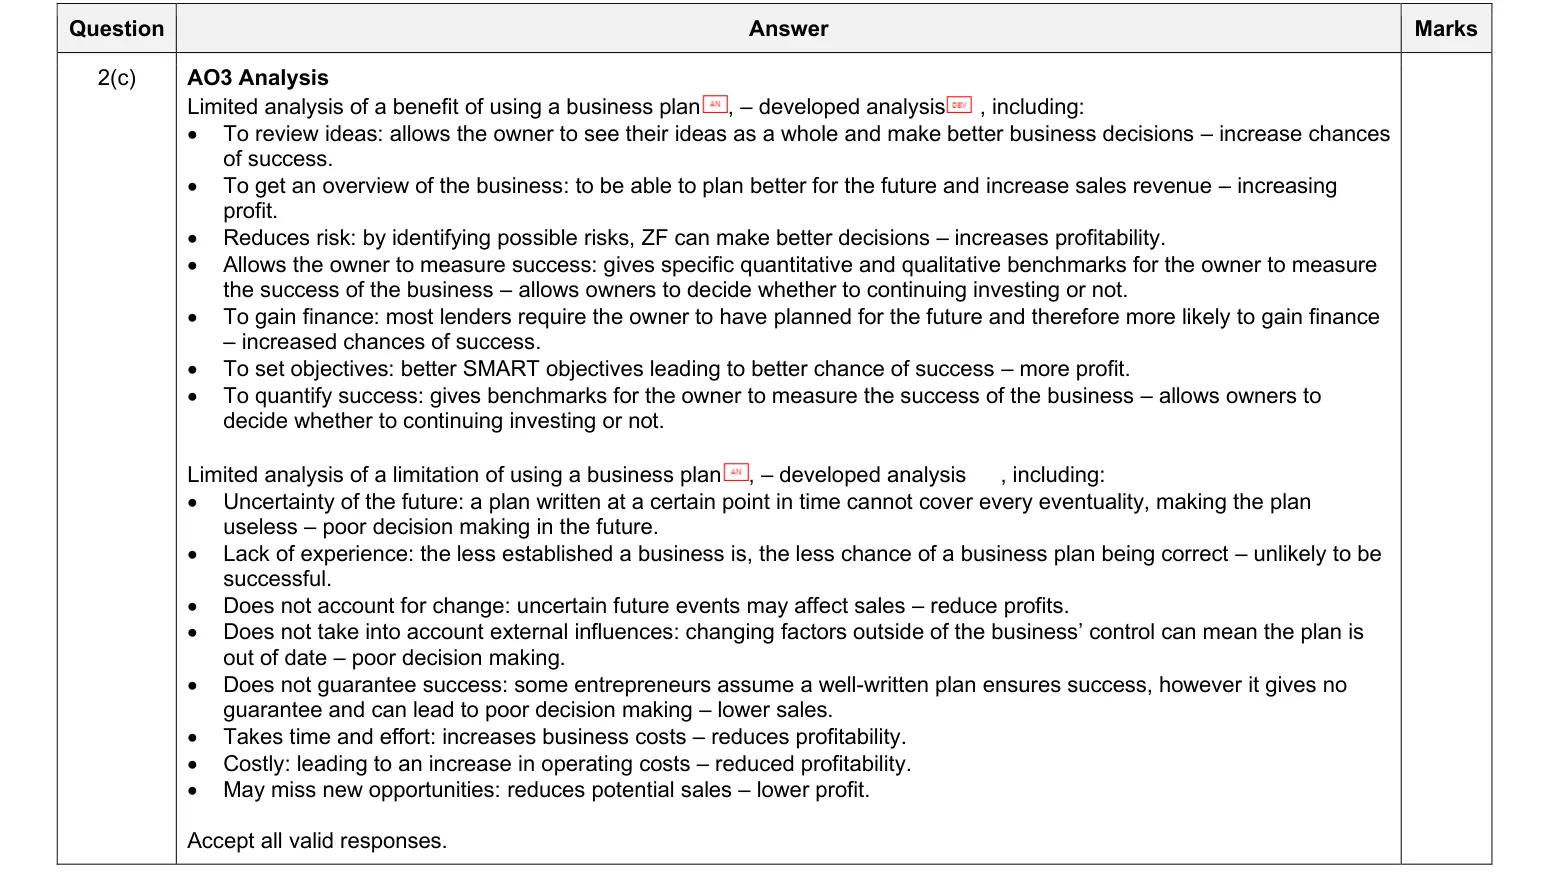 Question Answer Marks
2(c) AO3 Analysis
Limited analysis of a benefit of using a business plan AN, – developed analysis DEV , including:
• To review ideas: allows the owner to see their ideas as a whole and make better business decisions – increase chances
of success.
• To get an overview of the business: to be able to plan better for the future and increase sales revenue – increasing
profit.
• Reduces risk: by identifying possible risks, ZF can make better decisions – increases profitability.
• Allows the owner to measure success: gives specific quantitative and qualitative benchmarks for the owner to measure
the success of the business – allows owners to decide whether to continuing investing or not.
• To gain finance: most lenders require the owner to have planned for the future and therefore more likely to gain finance
– increased chances of success.
• To set objectives: better SMART objectives leading to better chance of success – more profit.
• To quantify success: gives benchmarks for the owner to measure the success of the business – allows owners to
decide whether to continuing investing or not.
Limited analysis of a limitation of using a business plan AN, – developed analysis , including:
• Uncertainty of the future: a plan written at a certain point in time cannot cover every eventuality, making the plan
useless – poor decision making in the future.
• Lack of experience: the less established a business is, the less chance of a business plan being correct – unlikely to be
successful.
• Does not account for change: uncertain future events may affect sales – reduce profits.
• Does not take into account external influences: changing factors outside of the business’ control can mean the plan is
out of date – poor decision making.
• Does not guarantee success: some entrepreneurs assume a well-written plan ensures success, however it gives no
guarantee and can lead to poor decision making – lower sales.
• Takes time and effort: increases business costs – reduces profitability.
• Costly: leading to an increase in operating costs – reduced profitability.
• May miss new opportunities: reduces potential sales – lower profit.
Accept all valid responses.